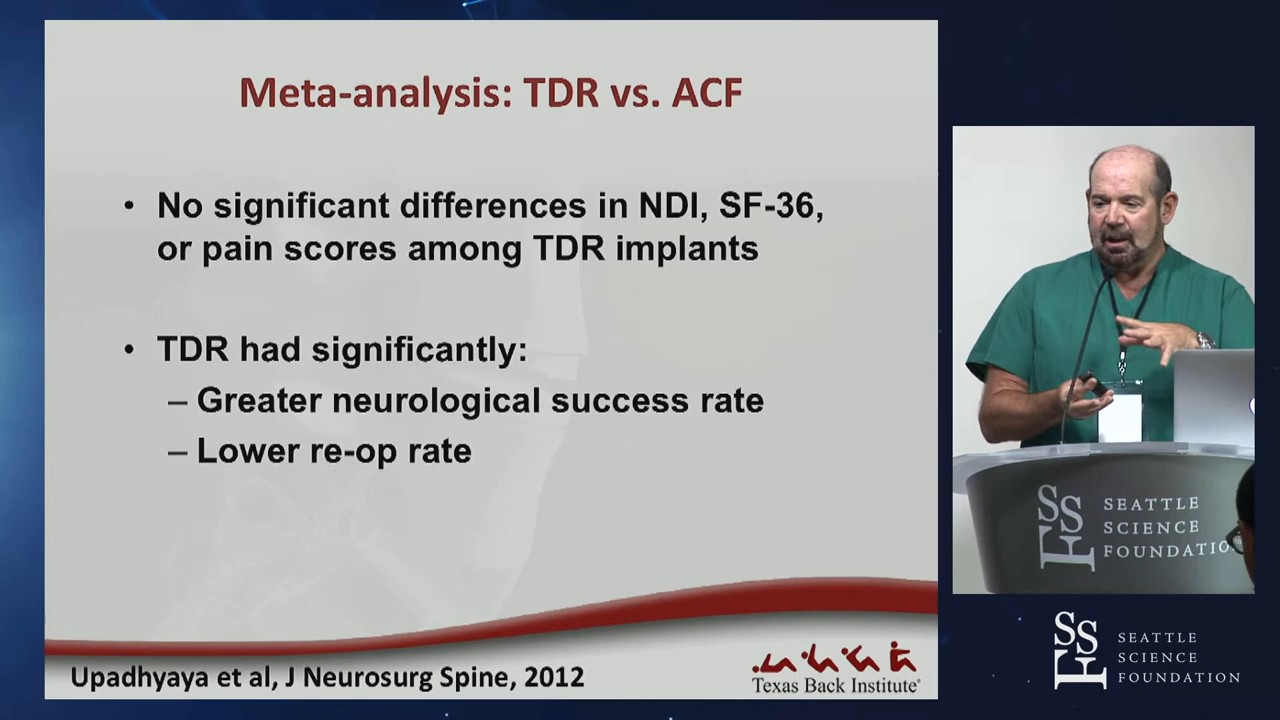 Meta-analysis: TDR vs. ACF
• No significant differences in NDI, SF-36,
or pain scores among TDR implants
• TDR had significantly:
– Greater neurological success rate
– Lower re-op rate
Upadhyaya et al, J Neurosurg Spine, 2012
Texas Back Institute®
SSF
SEATTLE
SCIENCE
FOUNDATIO
SSF
SEATTLE
SCIENCE
FOUNDATION